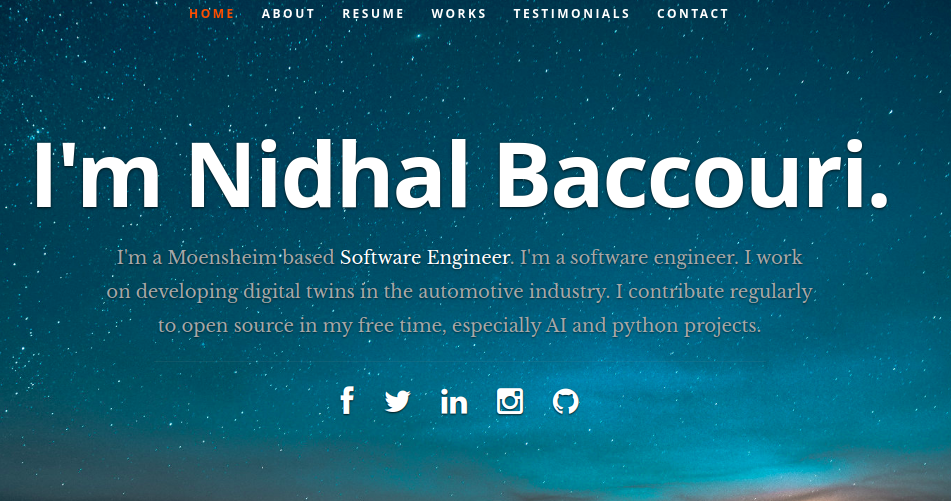 HOME ABOUT RESUME WORKS TESTIMONIALS CONTACT
I'm Nidhal Baccouri.
I'm a Moensheim based Software Engineer. I'm a software engineer. I work
on developing digital twins in the automotive industry. I contribute regularly
to open source in my free time, especially AI and python projects.